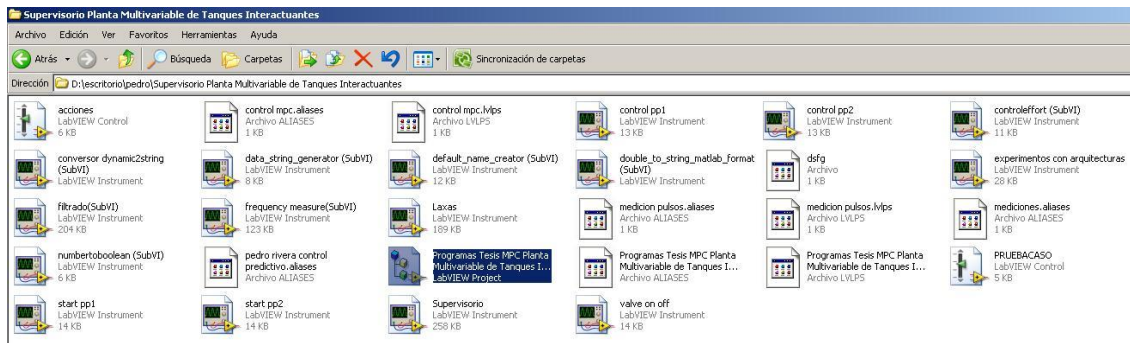 Supervisorio Planta Multivariable de Tanques Interactuantes
Archivo Edición Ver Favoritos Herramientas Ayuda
Atrás Búsqueda Carpetas Sincronización de carpetas
Dirección D:\escritorio\pedro\Supervisorio Planta Multivariable de Tanques Interactuantes
acciones
LabVIEW Control
6 KB
control mpc.aliases
Archivo ALIASES
1 KB
control mpc.lvlps
Archivo LVLPS
1 KB
control pp1
LabVIEW Instrument
13 KB
control pp2
LabVIEW Instrument
13 KB
controleffort (SubVI)
LabVIEW Instrument
11 KB
conversor dynamic2string
(SubVI)
LabVIEW Instrument
data_string_generator (SubVI)
LabVIEW Instrument
8 KB
default_name_creator (SubVI)
LabVIEW Instrument
12 KB
double_to_string_matlab_format
(SubVI)
LabVIEW Instrument
dsfg
Archivo
1 KB
experimentos con arquitecturas
LabVIEW Instrument
28 KB
filtrado(SubVI)
LabVIEW Instrument
204 KB
frequency measure(SubVI)
LabVIEW Instrument
123 KB
Laxas
LabVIEW Instrument
189 KB
medicion pulsos.aliases
Archivo ALIASES
1 KB
medicion pulsos.lvlps
Archivo LVLPS
1 KB
mediciones.aliases
Archivo ALIASES
1 KB
numbertoboolean (SubVI)
LabVIEW Instrument
6 KB
pedro rivera control
predictivo.aliases
Archivo ALIASES
Programas Tesis MPC Planta
Multivariable de Tanques I...
LabVIEW Project
Programas Tesis MPC Planta
Multivariable de Tanques I...
Archivo ALIASES
Programas Tesis MPC Planta
Multivariable de Tanques I...
Archivo LVLPS
PRUEBACASO
LabVIEW Control
5 KB
start pp1
LabVIEW Instrument
14 KB
start pp2
LabVIEW Instrument
14 KB
Supervisorio
LabVIEW Instrument
258 KB
valve on off
LabVIEW Instrument
14 KB